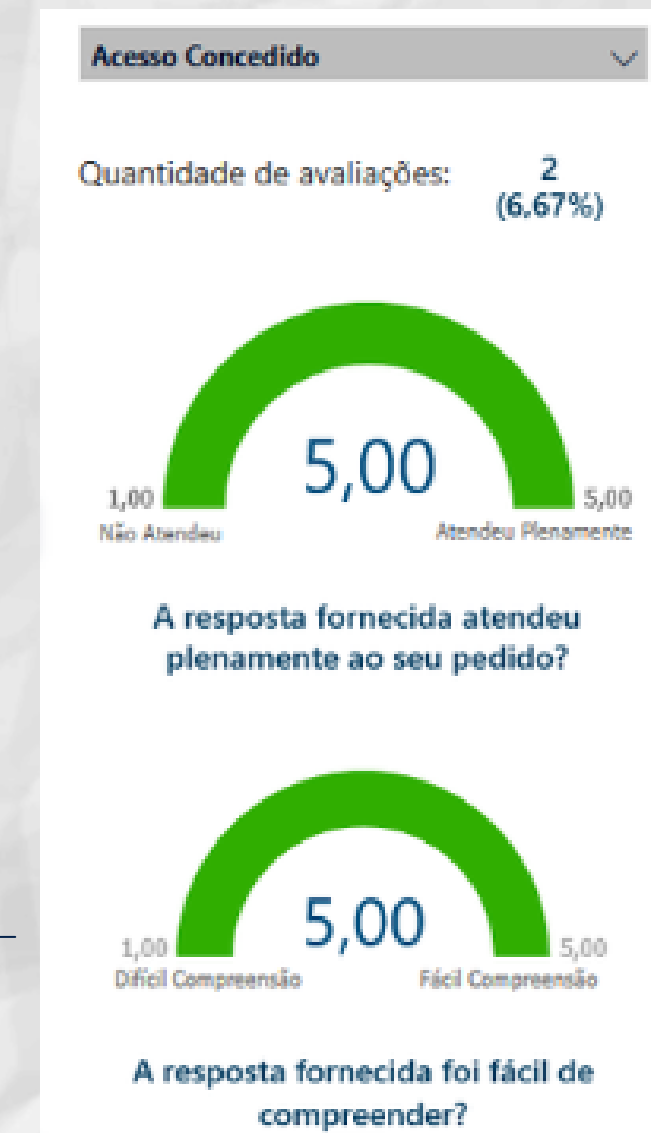 Acesso Concedido
Quantidade de avaliações: 2
(6,67%)
5,00
1,00 5,00
Não Atendeu Atendeu Plenamente
A resposta fornecida atendeu
plenamente ao seu pedido?
5,00
1,00 5,00
Difícil Compreensão Fácil Compreensão
A resposta fornecida foi fácil de
compreender?